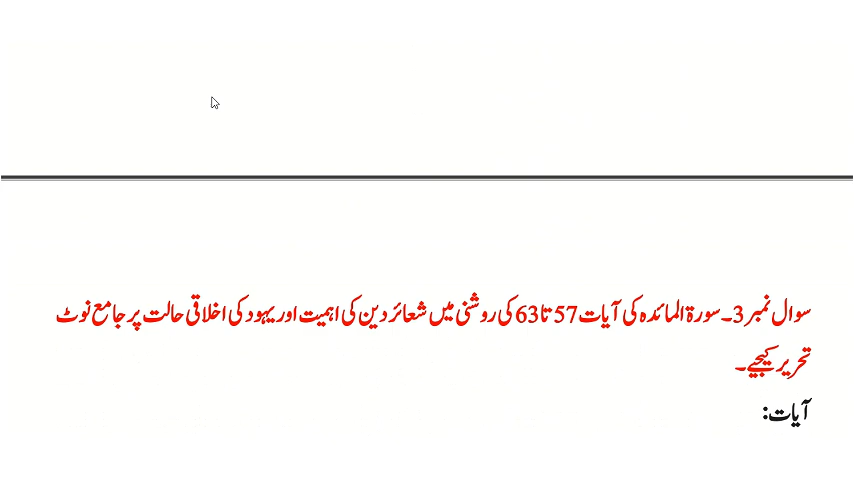 سوال نمبر 3۔ سورۃ المائدہ کی آیات 57 تا 63 کی روشنی میں شعائر دین کی اہمیت اور یہود کی اخلاقی حالت پر جامع نوٹ
تحریر کیجیے۔
آیات: